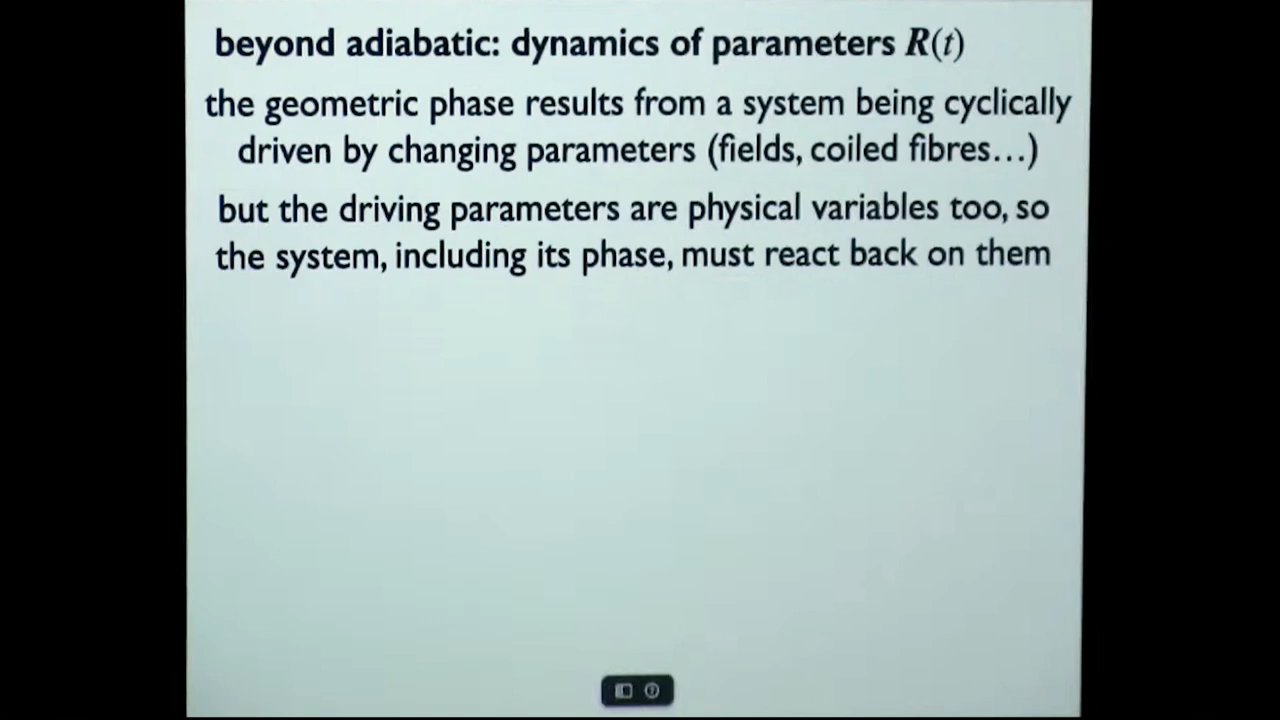 beyond adiabatic: dynamics of parameters R(t)
the geometric phase results from a system being cyclically
driven by changing parameters (fields, coiled fibres...)
but the driving parameters are physical variables too, so
the system, including its phase, must react back on them